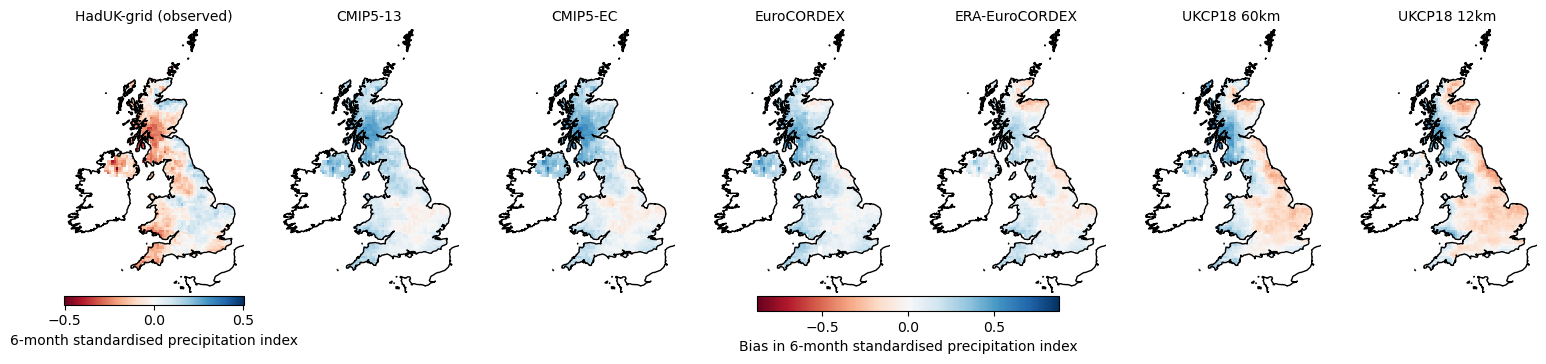 HadUK-grid (observed)
CMIP5-13
CMIP5-EC
EuroCORDEX
ERA-EuroCORDEX
UKCP18 60km
UKCP18 12km
−0.5 0.0 0.5
6-month standardised precipitation index
−0.5 0.0 0.5
Bias in 6-month standardised precipitation index